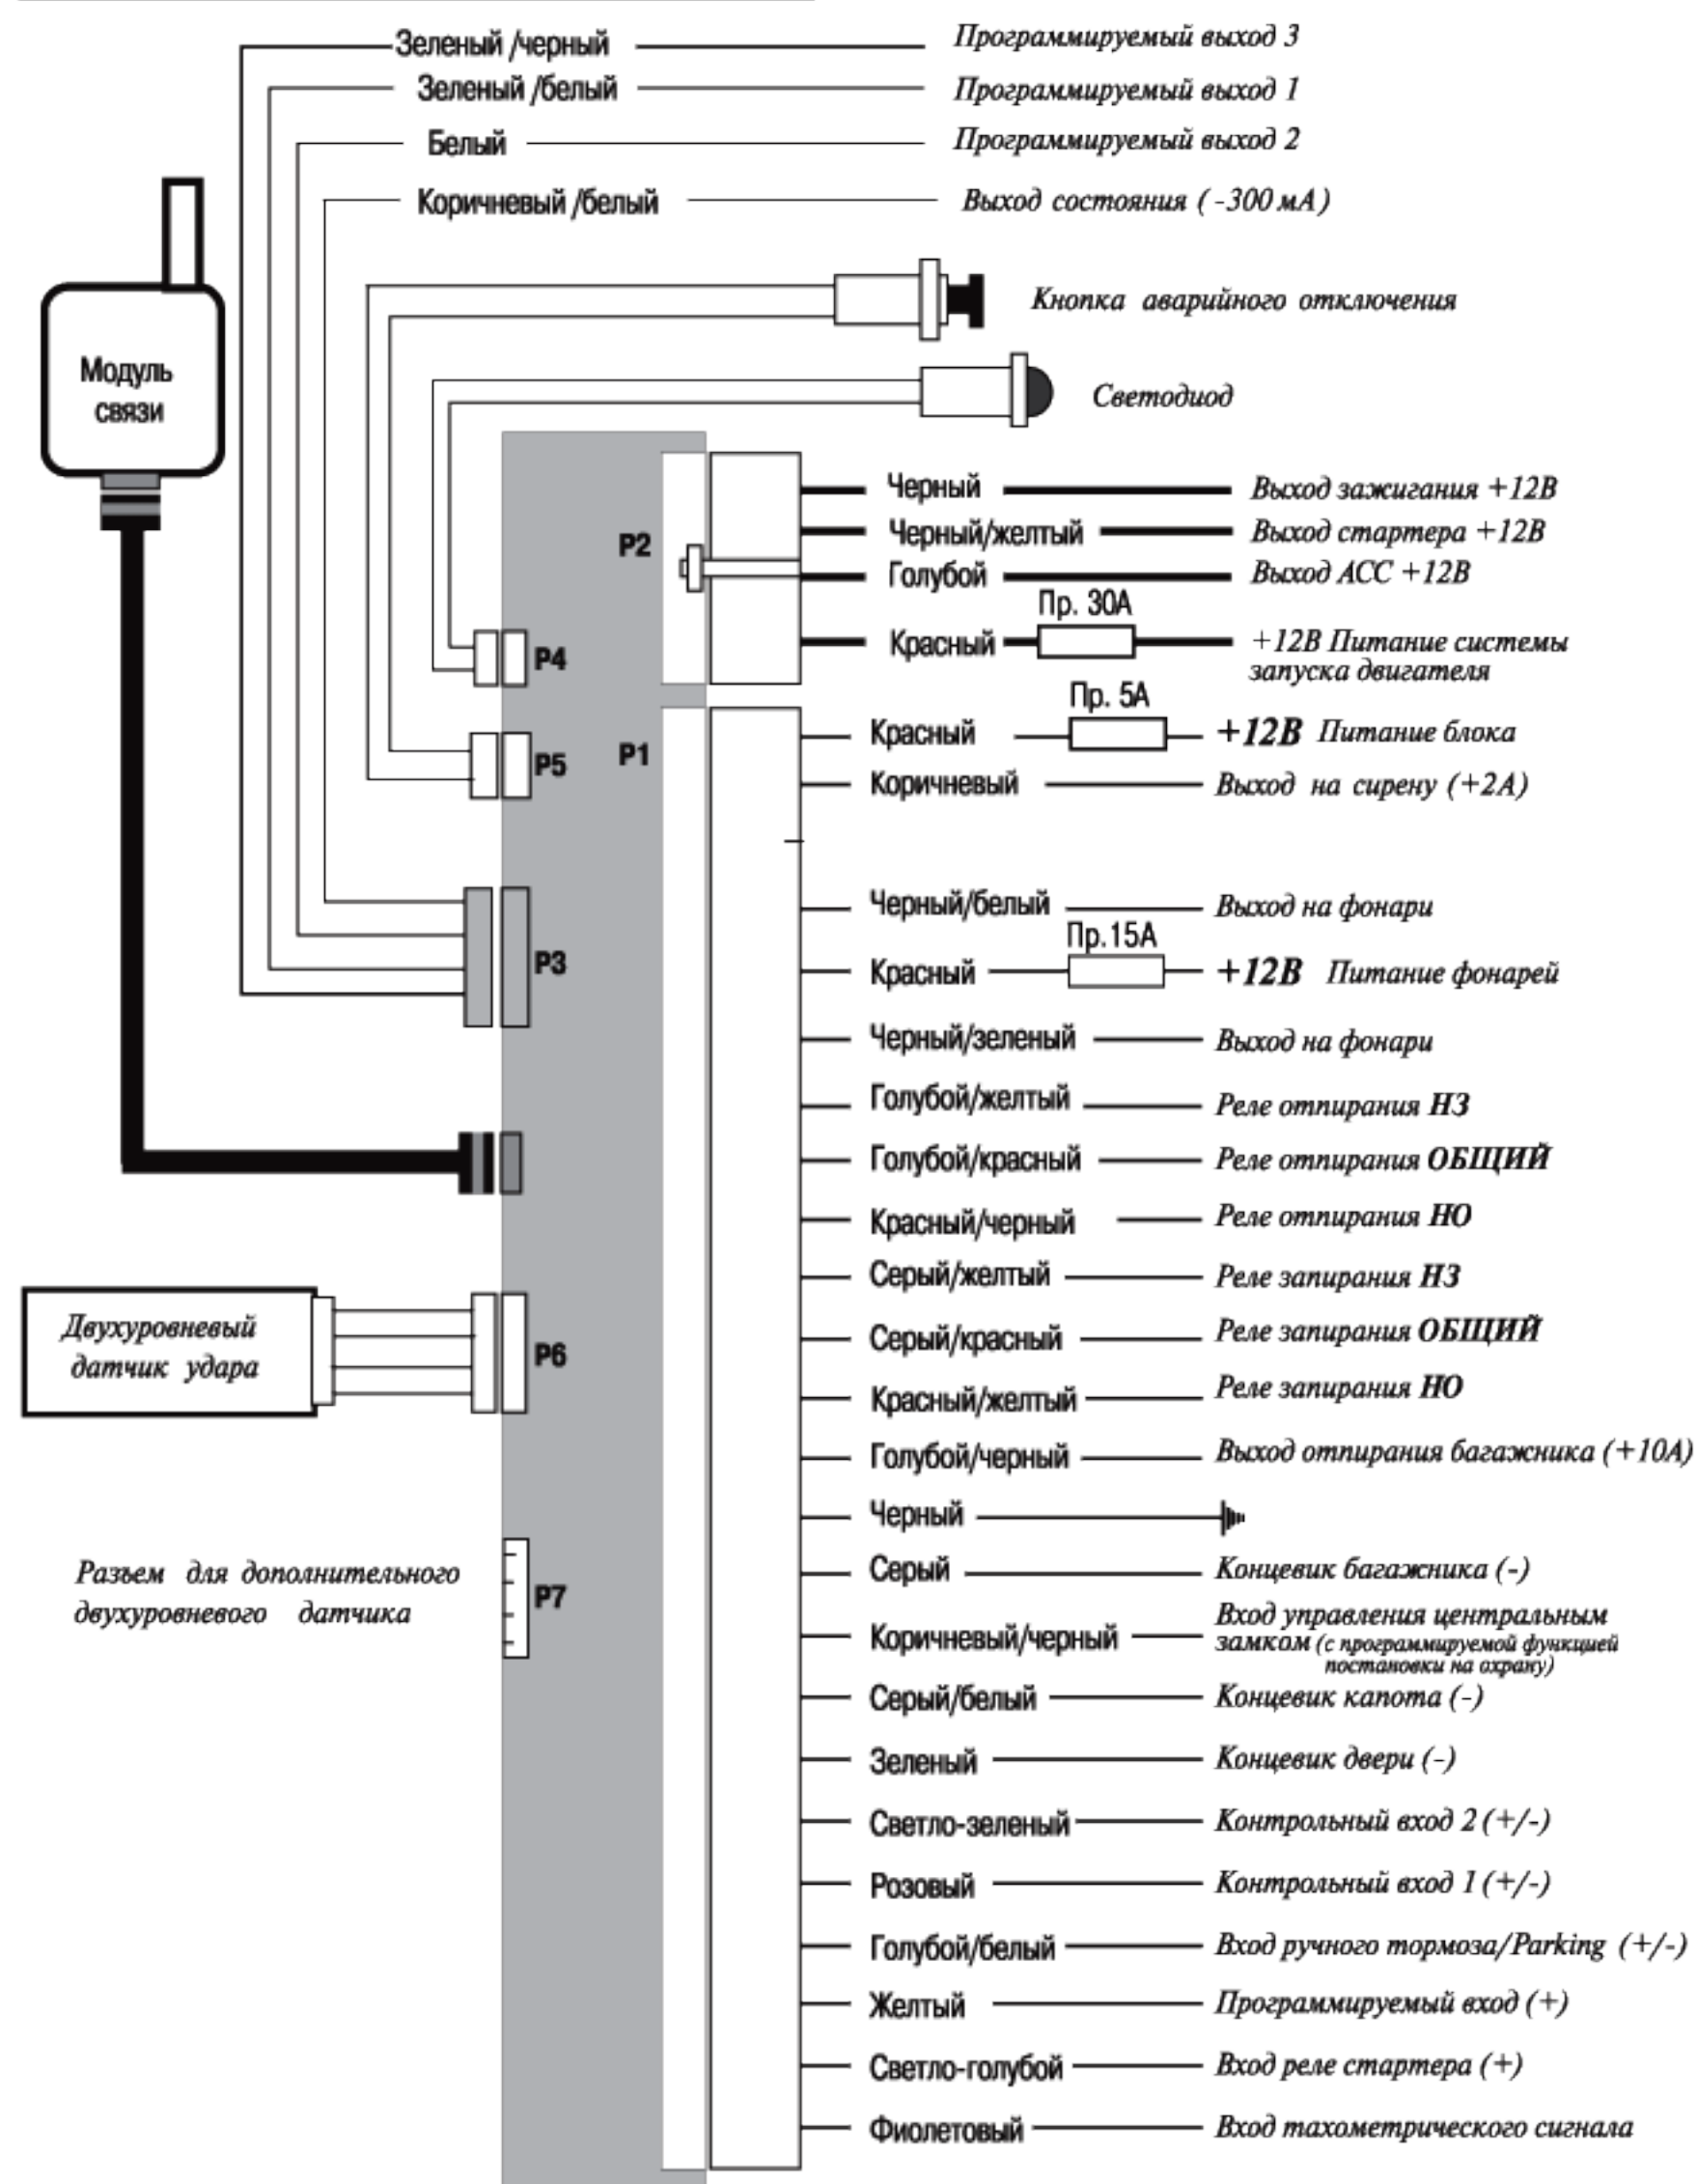 Зеленый /черный Программируемый выход 3
Зеленый /белый Программируемый выход 1
Белый Программируемый выход 2
Коричневый /белый Выход состояния ( -300 мА)
Кнопка аварийного отключения
Модуль
связи
Светодиод
P2
Черный Выход зажигания +12В
Черный/желтый Выход стартера +12В
Голубой Выход АСС +12В
Пр. 30А
Красный +12В Питание системы
запуска двигателя
P4
Пр. 5А
P5
P1
Красный +12В Питание блока
Коричневый Выход на сирену (+2А)
Черный/белый Выход на фонари
Пр.15А
P3
Красный +12В Питание фонарей
Черный/зеленый Выход на фонари
Голубой/желтый Реле отпирания НЗ
Голубой/красный Реле отпирания ОБЩИЙ
Красный/черный Реле отпирания НО
Серый/желтый Реле запирания НЗ
Двухуровневый
датчик удара
P6
Серый/красный Реле запирания ОБЩИЙ
Красный/желтый Реле запирания НО
Голубой/черный Выход отпирания багажника (+10А)
Черный
Разъем для дополнительного
двухуровневого датчика
P7
Серый Концевик багажника (-)
Коричневый/черный Вход управления центральным
замком (с программируемой функцией
постановки на охрану)
Серый/белый Концевик капота (-)
Зеленый Концевик двери (-)
Светло-зеленый Контрольный вход 2 (+/-)
Розовый Контрольный вход 1 (+/-)
Голубой/белый Вход ручного тормоза/Parking (+/-)
Желтый Программируемый вход (+)
Светло-голубой Вход реле стартера (+)
Фиолетовый Вход тахометрического сигнала